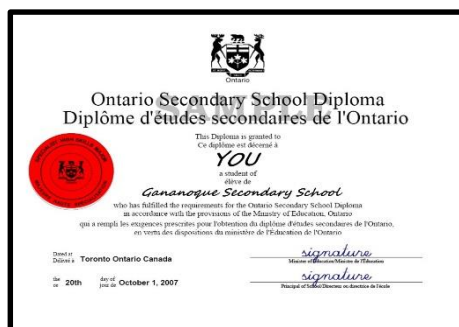 Ontario
SAMPLE
Ontario Secondary School Diploma
Diplôme d'études secondaires de l'Ontario
This Diploma is granted to
Ce diplôme est décerné à
YOU
a student of
élève de
Gananoque Secondary School
who has fulfilled the requirements for the Ontario Secondary School Diploma
in accordance with the provisions of the Ministry of Education, Ontario
qui a rempli les exigences prescrites pour l'obtention du diplôme d'études secondaires de l'Ontario,
en vertu des dispositions du ministère de l'Éducation de l'Ontario
Dated at
Délivré à Toronto Ontario Canada
signature
Minister of Education/Ministre de l'Éducation
the day of
ce 20th jour de October 1, 2007
signature
Principal of School/Directeur ou directrice de l'école